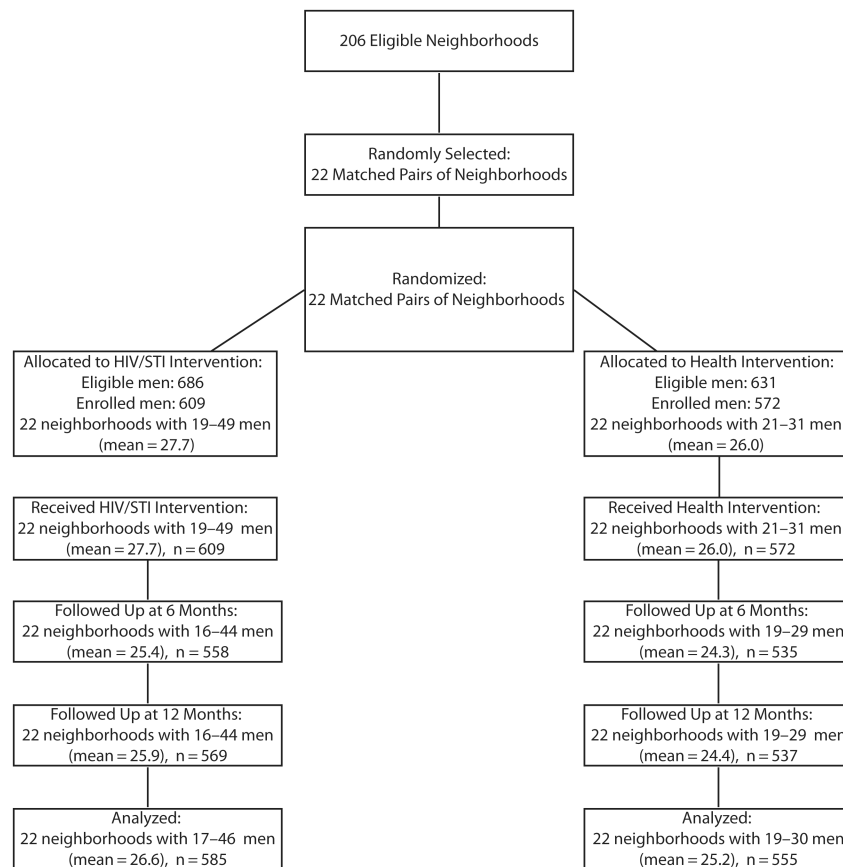 206 Eligible Neighborhoods
Randomly Selected:
22 Matched Pairs of Neighborhoods
Randomized:
22 Matched Pairs of Neighborhoods
Allocated to HIV/STI Intervention:
Eligible men: 686
Enrolled men: 609
22 neighborhoods with 19–49 men
(mean = 27.7)
Allocated to Health Intervention:
Eligible men: 631
Enrolled men: 572
22 neighborhoods with 21–31 men
(mean = 26.0)
Received HIV/STI Intervention:
22 neighborhoods with 19–49 men
(mean = 27.7), n = 609
Received Health Intervention:
22 neighborhoods with 21–31 men
(mean = 26.0), n = 572
Followed Up at 6 Months:
22 neighborhoods with 16–44 men
(mean = 25.4), n = 558
Followed Up at 6 Months:
22 neighborhoods with 19–29 men
(mean = 24.3), n = 535
Followed Up at 12 Months:
22 neighborhoods with 16–44 men
(mean = 25.9), n = 569
Followed Up at 12 Months:
22 neighborhoods with 19–29 men
(mean = 24.4), n = 537
Analyzed:
22 neighborhoods with 17–46 men
(mean = 26.6), n = 585
Analyzed:
22 neighborhoods with 19–30 men
(mean = 25.2), n = 555